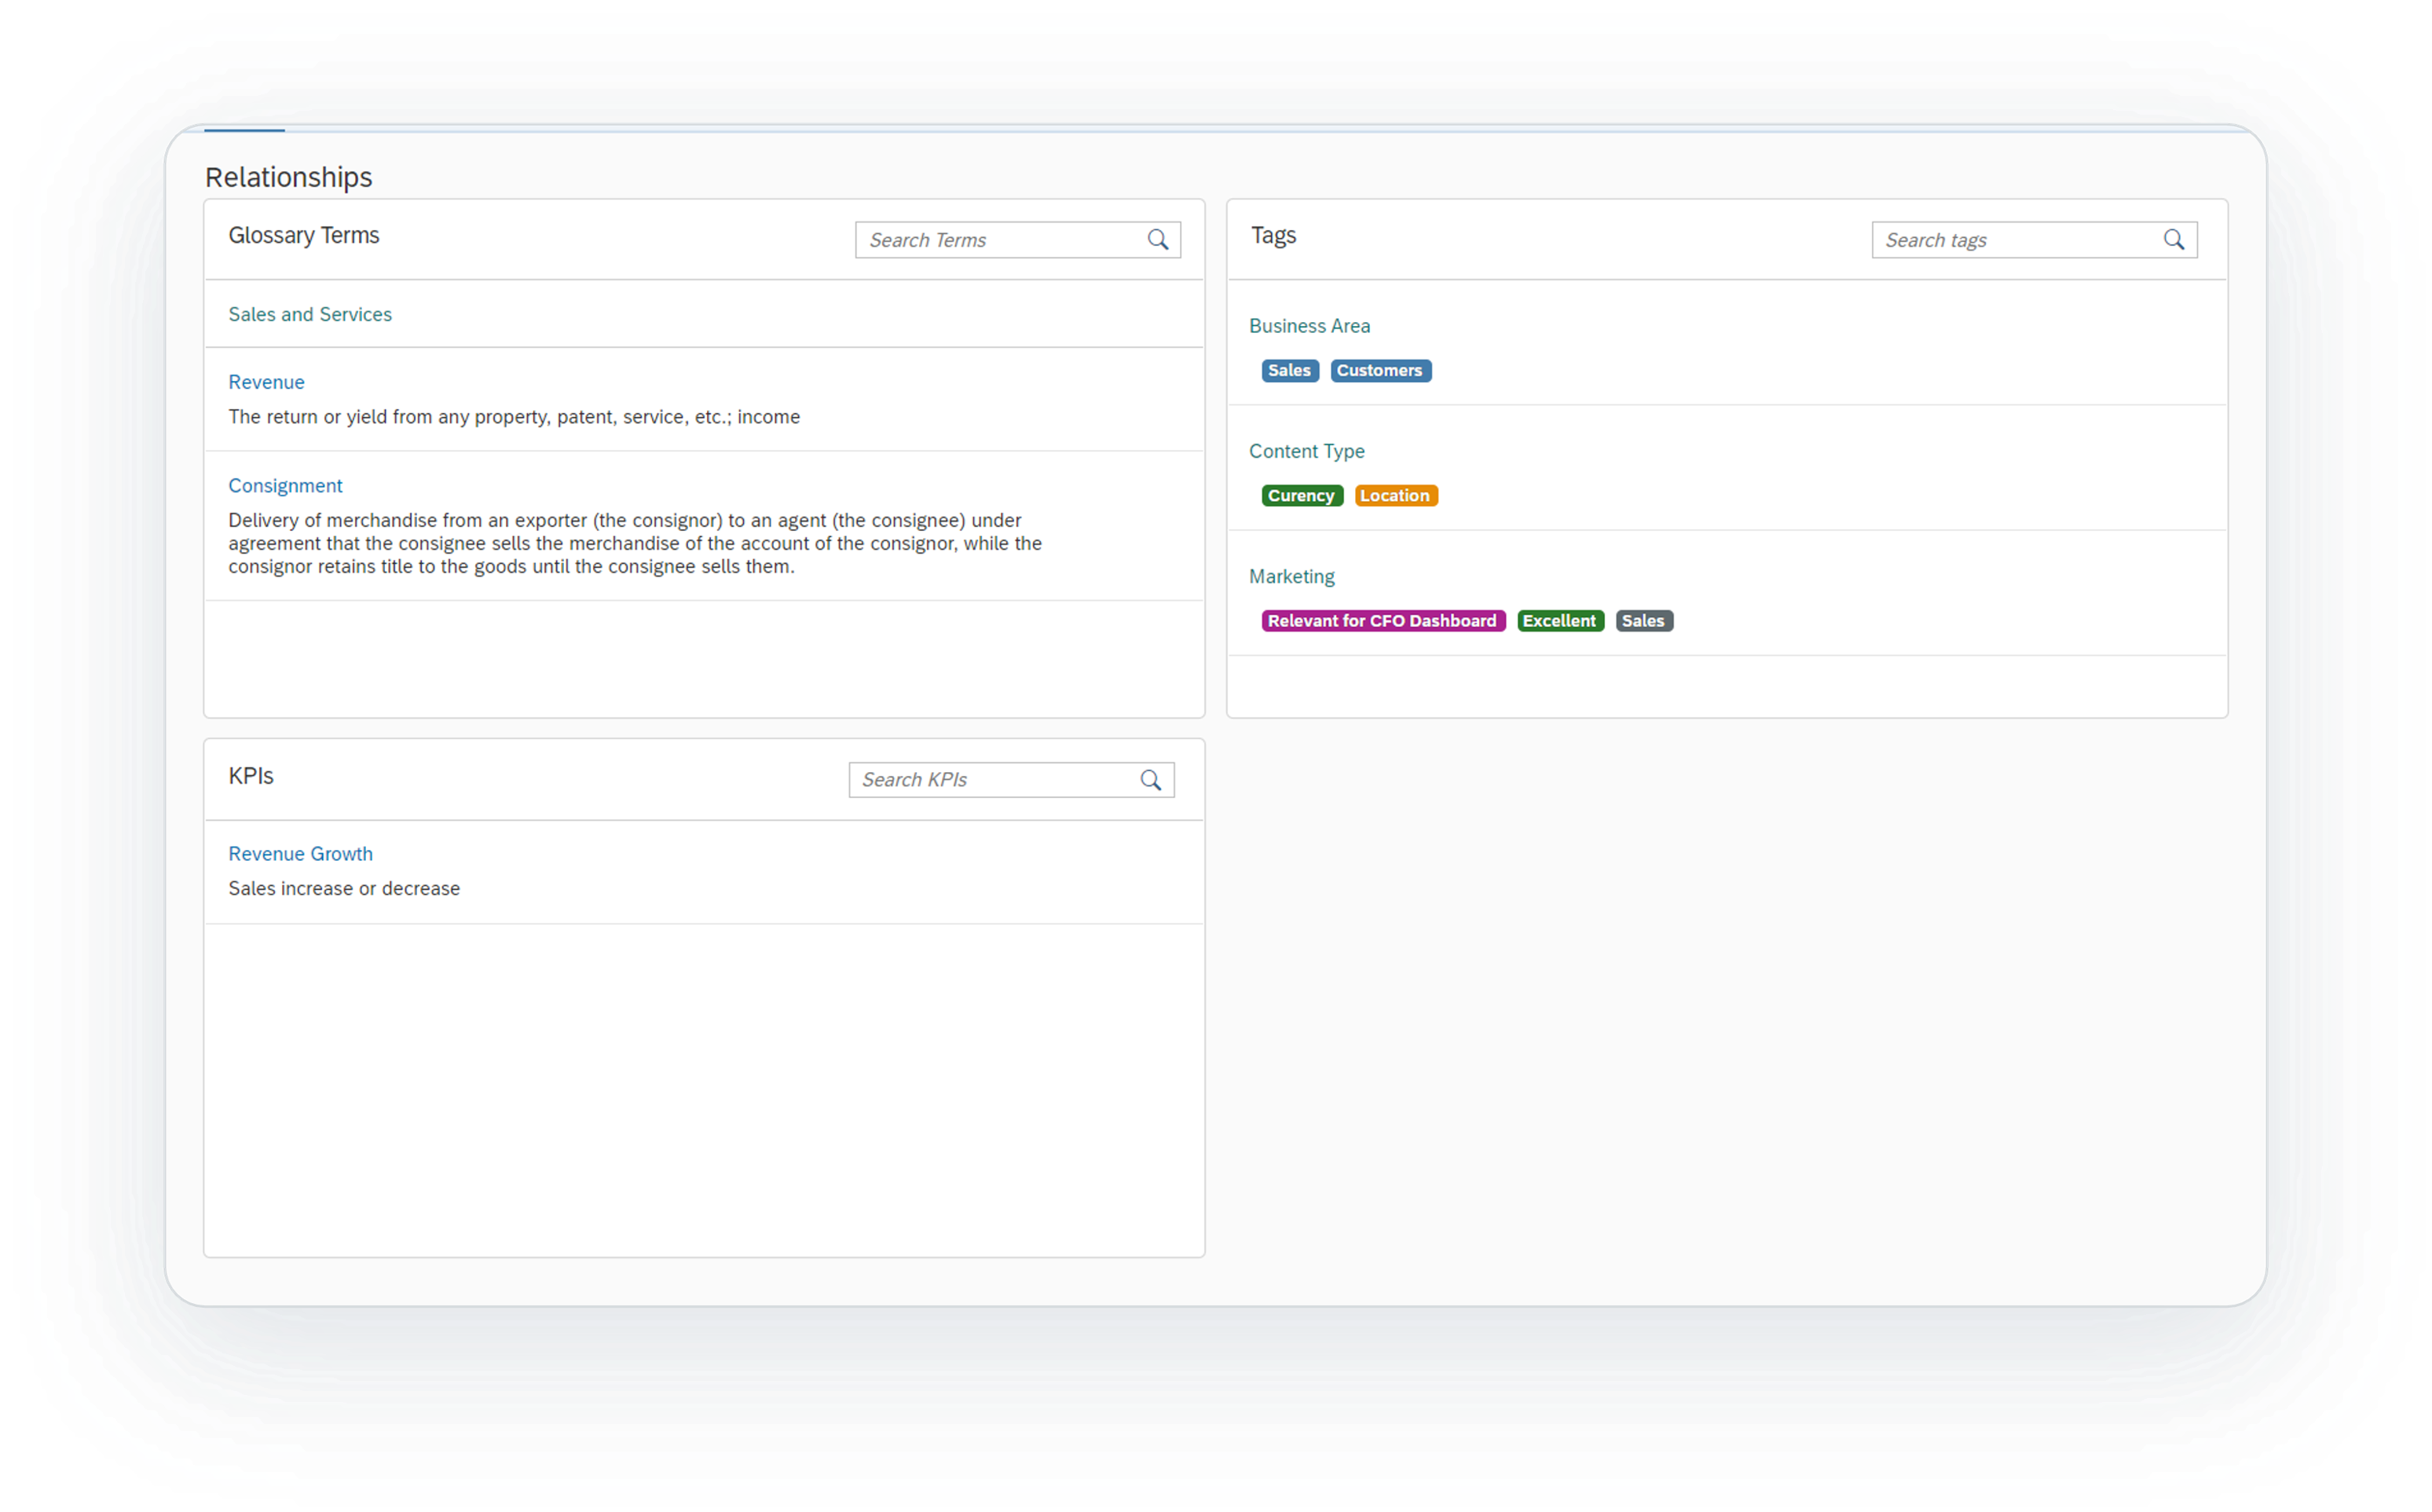 Relationships
Glossary Terms
Search Terms
Sales and Services
Revenue
The return or yield from any property, patent, service, etc.; income
Consignment
Delivery of merchandise from an exporter (the consignor) to an agent (the consignee) under
agreement that the consignee sells the merchandise of the account of the consignor, while the
consignor retains title to the goods until the consignee sells them.
Tags
Search tags
Business Area
Sales Customers
Content Type
Curency Location
Marketing
Relevant for CFO Dashboard Excellent Sales
KPIs
Search KPIs
Revenue Growth
Sales increase or decrease